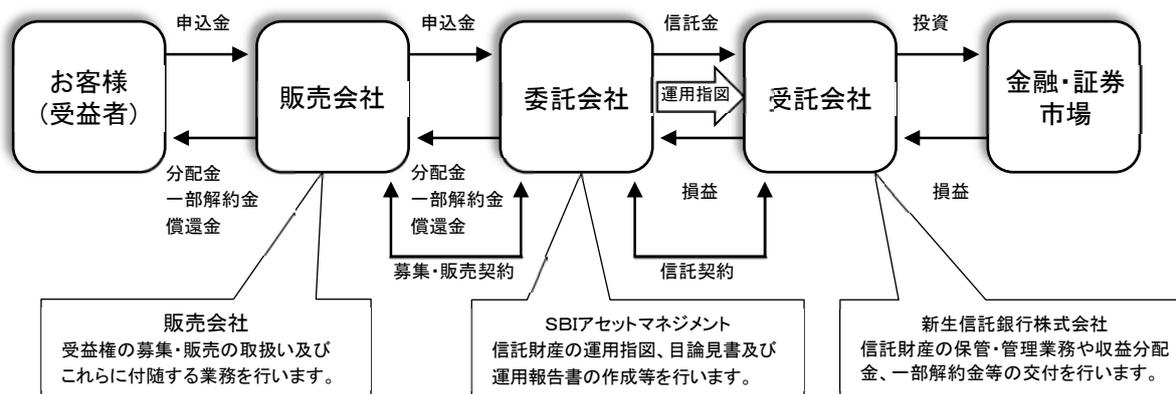 申込金
申込金
信託金
投資
お客様
(受益者)
販売会社
委託会社
運用指図
受託会社
金融・証券
市場
分配金
一部解約金
償還金
分配金
一部解約金
償還金
損益
損益
募集・販売契約
信託契約
販売会社
受益権の募集・販売の取扱い及び
これらに付随する業務を行います。
SBIアセットマネジメント
信託財産の運用指図、目論見書及び
運用報告書の作成等を行います。
新生信託銀行株式会社
信託財産の保管・管理業務や収益分配
金、一部解約金等の交付を行います。